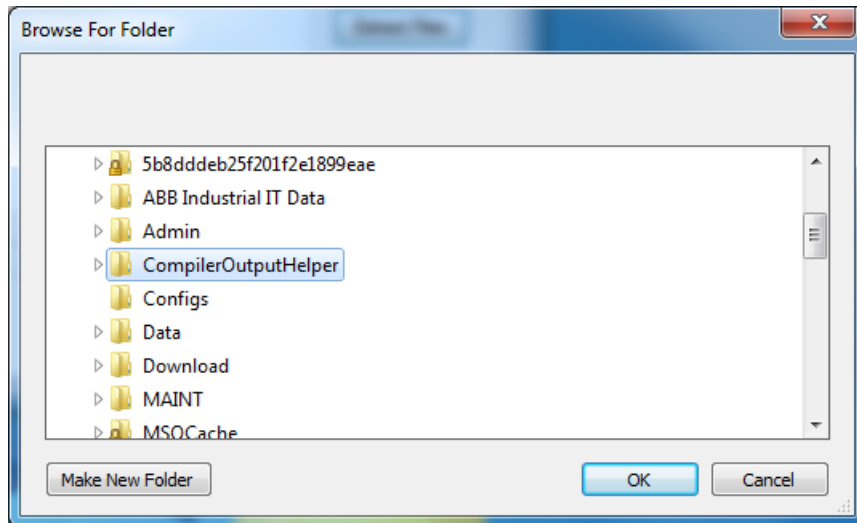 Browse For Folder
5b8dddeb25f201f2e1899eae
ABB Industrial IT Data
Admin
CompilerOutputHelper
Configs
Data
Download
MAINT
MSOCache
Make New Folder
OK
Cancel